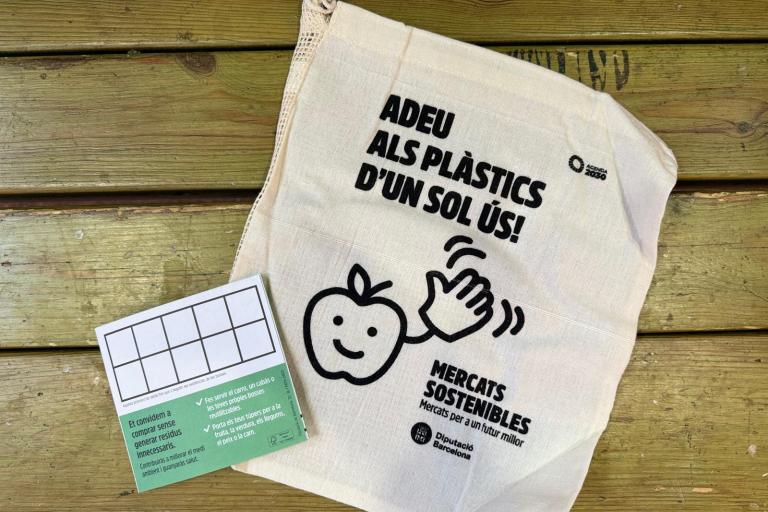 ADEU
ALS PLÀSTICS
D'UN SOL ÚS!
AGENDA
2030
MERCATS
SOSTENIBLES
Mercats per a un futur millor
Diputació
Barcelona
Et convidem a
comprar sense
generar residus
innecessaris.
Contribuiràs a millorar el medi
ambient i guanyaràs salut.
Fes servir el carro, un cabàs o
les teves pròpies bosses
reutilitzables.
Porta els teus tupers per a la
fruita, la verdura, els llegums,
el peix o la carn.